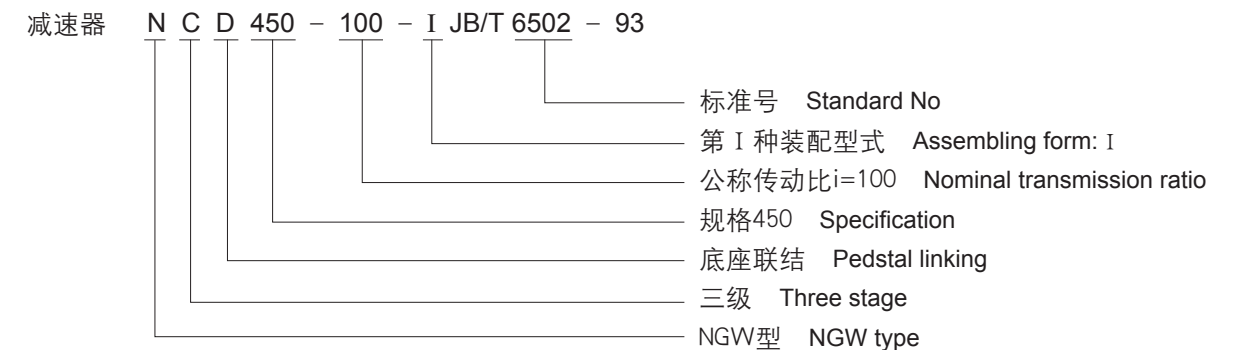 减速器 N C D 450 - 100 - I JB/T 6502 - 93
标准号 Standard No
第 I 种装配型式 Assembling form: I
公称传动比i=100 Nominal transmission ratio
规格450 Specification
底座联结 Pedstal linking
三级 Three stage
NGW型 NGW type